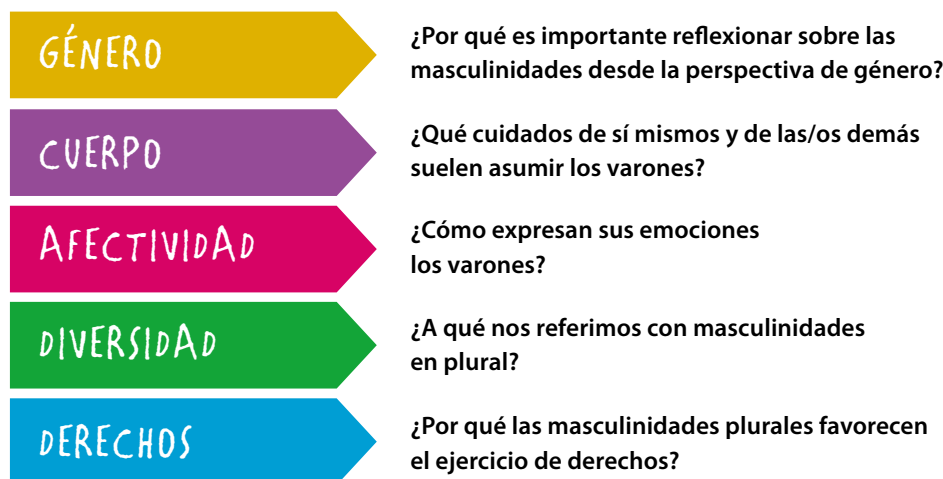 GÉNERO
¿Por qué es importante reflexionar sobre las
masculinidades desde la perspectiva de género?
CUERPO
¿Qué cuidados de sí mismos y de las/os demás
suelen asumir los varones?
AFECTIVIDAD
¿Cómo expresan sus emociones
los varones?
DIVERSIDAD
¿A qué nos referimos con masculinidades
en plural?
DERECHOS
¿Por qué las masculinidades plurales favorecen
el ejercicio de derechos?